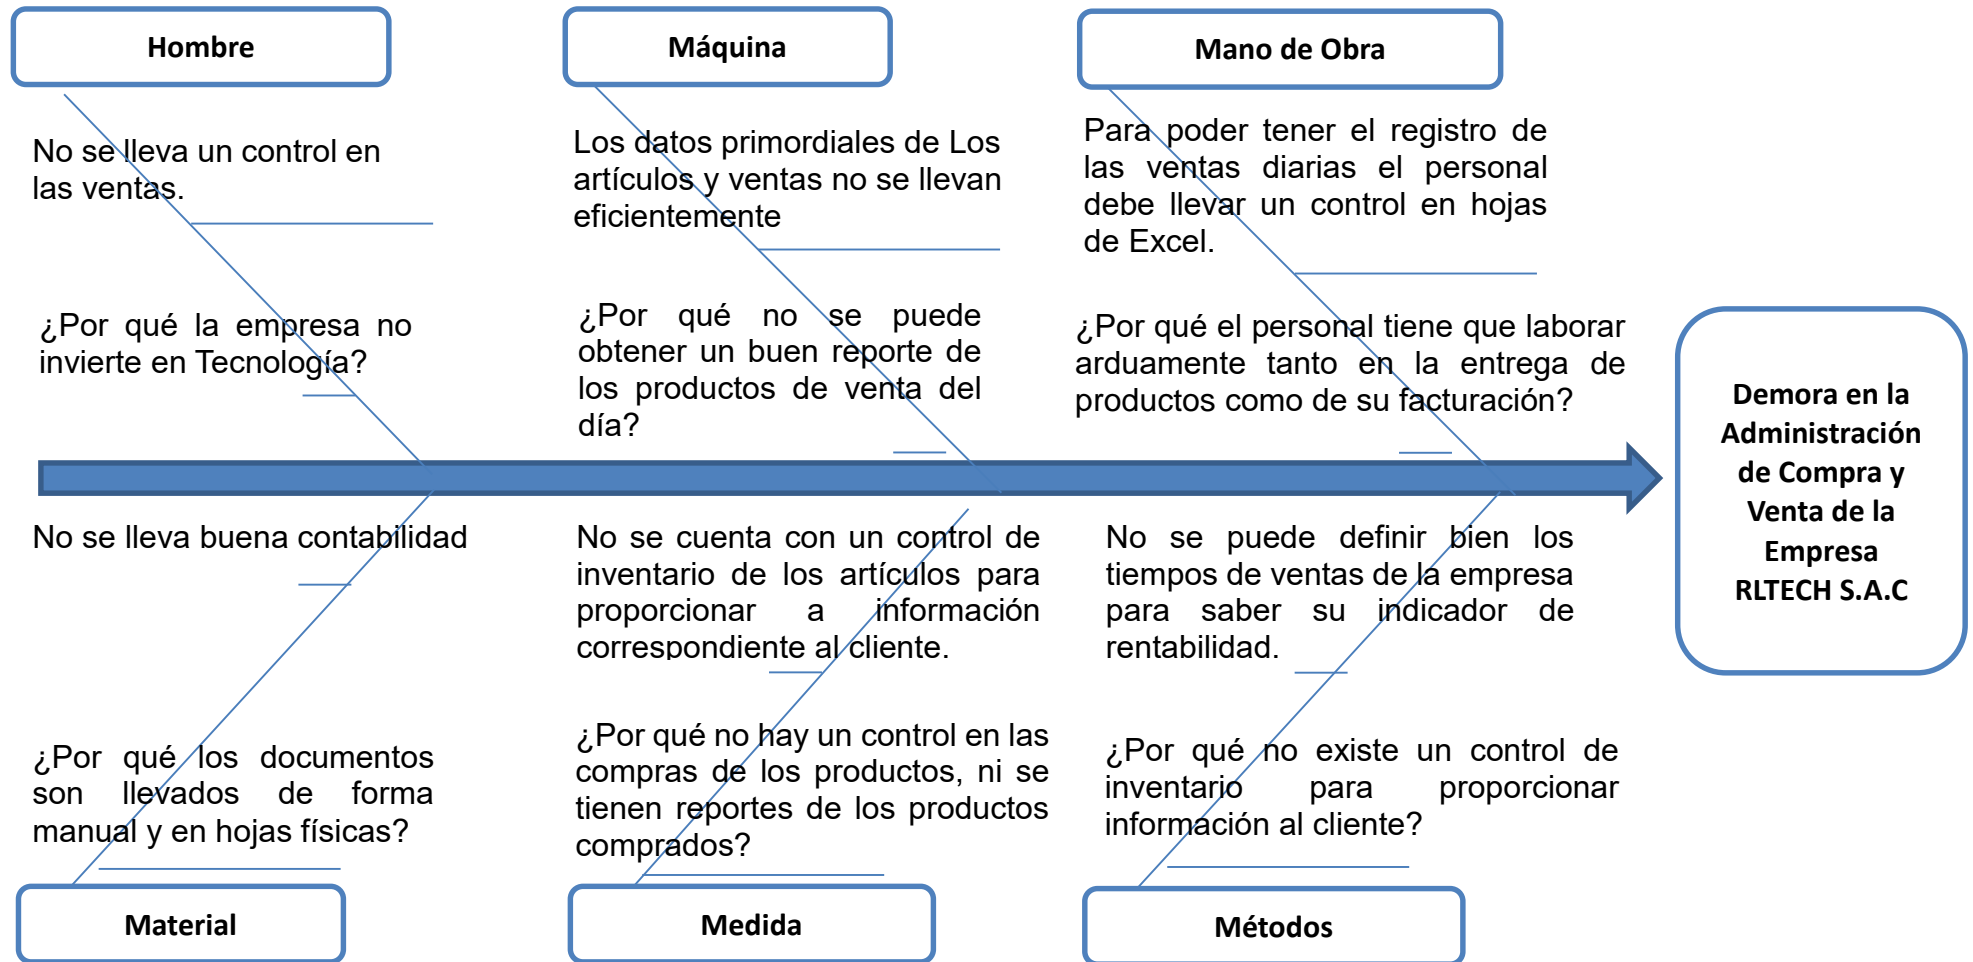 Hombre
Máquina
Mano de Obra
No se lleva un control en
las ventas.
Los datos primordiales de Los
artículos y ventas no se llevan
eficientemente
Para poder tener el registro de
las ventas diarias el personal
debe llevar un control en hojas
de Excel.
¿Por qué la empresa no
invierte en Tecnología?
¿Por qué no se puede
obtener un buen reporte de
los productos de venta del
día?
¿Por qué el personal tiene que laborar
arduamente tanto en la entrega de
productos como de su facturación?
Demora en la
Administración
de Compra y
Venta de la
Empresa
RLTECH S.A.C
No se lleva buena contabilidad
No se cuenta con un control de
inventario de los artículos para
proporcionar a información
correspondiente al cliente.
No se puede definir bien los
tiempos de ventas de la empresa
para saber su indicador de
rentabilidad.
¿Por qué los documentos
son llevados de forma
manual y en hojas físicas?
¿Por qué no hay un control en las
compras de los productos, ni se
tienen reportes de los productos
comprados?
¿Por qué no existe un control de
inventario para proporcionar
información al cliente?
Material
Medida
Métodos